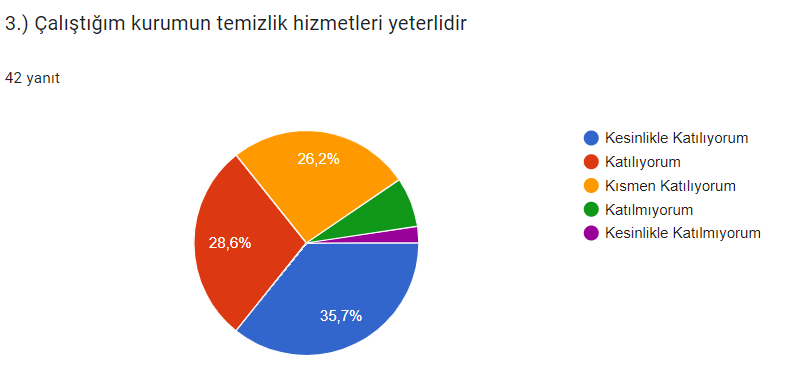 3.) Çalıştığım kurumun temizlik hizmetleri yeterlidir
42 yanıt
26,2%
28,6%
35,7%
Kesinlikle Katılıyorum
Katılıyorum
Kısmen Katılıyorum
Katılmıyorum
Kesinlikle Katılmıyorum